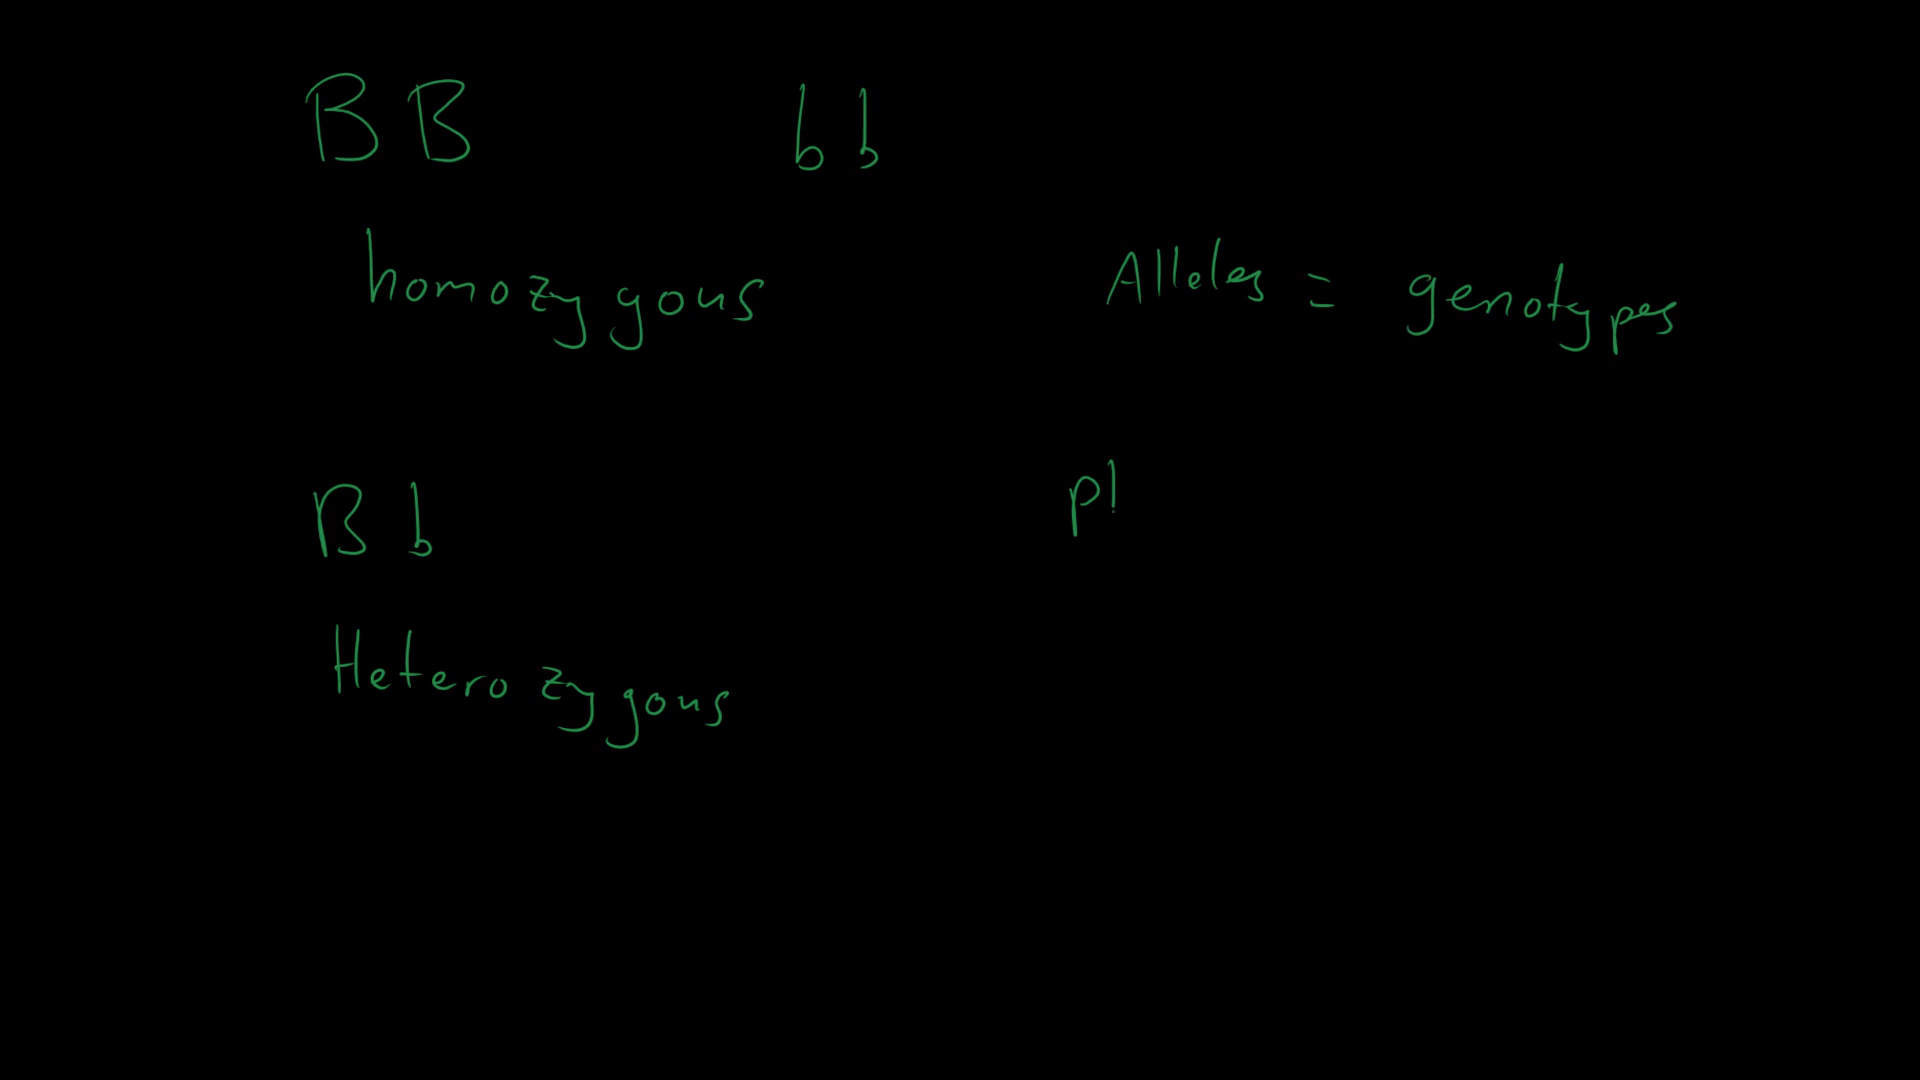 BB bb
homozygous
Alleles = genotypes
Bb
p
Heterozygous